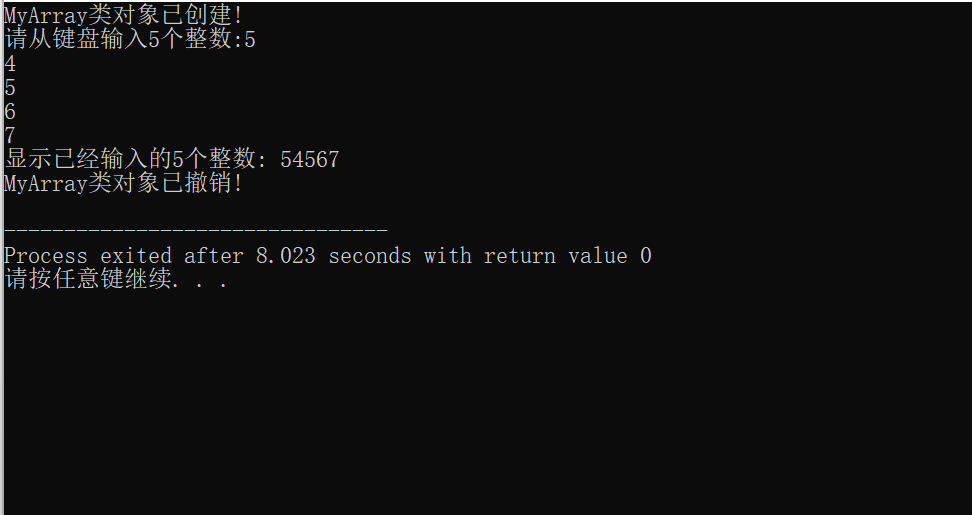 MyArray类对象已创建!
请从键盘输入5个整数:5
4
5
6
7
显示已经输入的5个整数: 54567
MyArray类对象已撤销!

--------------------------------
Process exited after 8.023 seconds with return value 0
请按任意键继续. . .